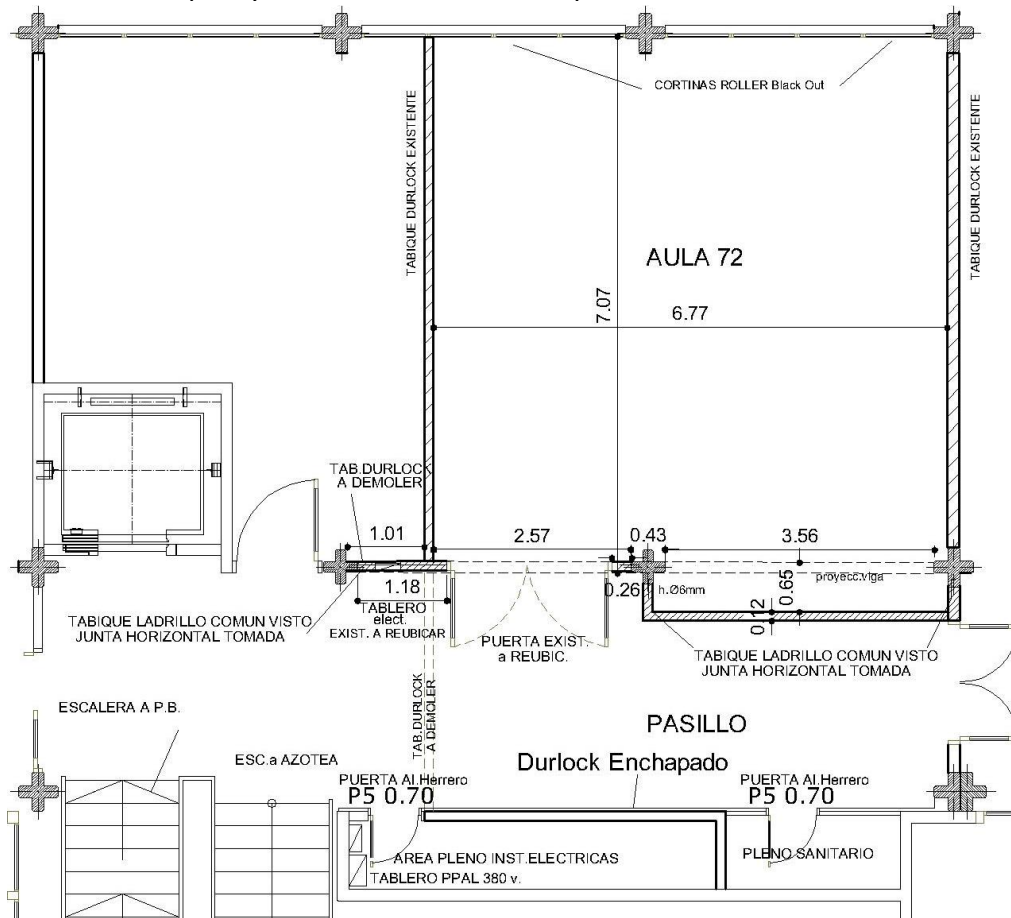 CORTINAS ROLLER Black Out
TABIQUE DURLOCK EXISTENTE
TABIQUE DURLOCK EXISTENTE
AULA 72
7.07
6.77
TAB.DURLOCK
A DEMOLER
1.01
2.57
0.43
3.56
1.18
0.26
h.Ø6mm
0.65
proyecc.viga
0.12
TABLERO
elect.
EXIST. A REUBICAR
TABIQUE LADRILLO COMUN VISTO
JUNTA HORIZONTAL TOMADA
PUERTA EXIST.
a REUBIC.
TABIQUE LADRILLO COMUN VISTO
JUNTA HORIZONTAL TOMADA
TAB.DURLOCK
A DEMOLER
ESCALERA A P.B.
PASILLO
ESC.a AZOTEA
Durlock Enchapado
PUERTA Al.Herrero
P5 0.70
PUERTA Al.Herrero
P5 0.70
AREA PLENO INST.ELECTRICAS
TABLERO PPAL 380 v.
PLENO SANITARIO